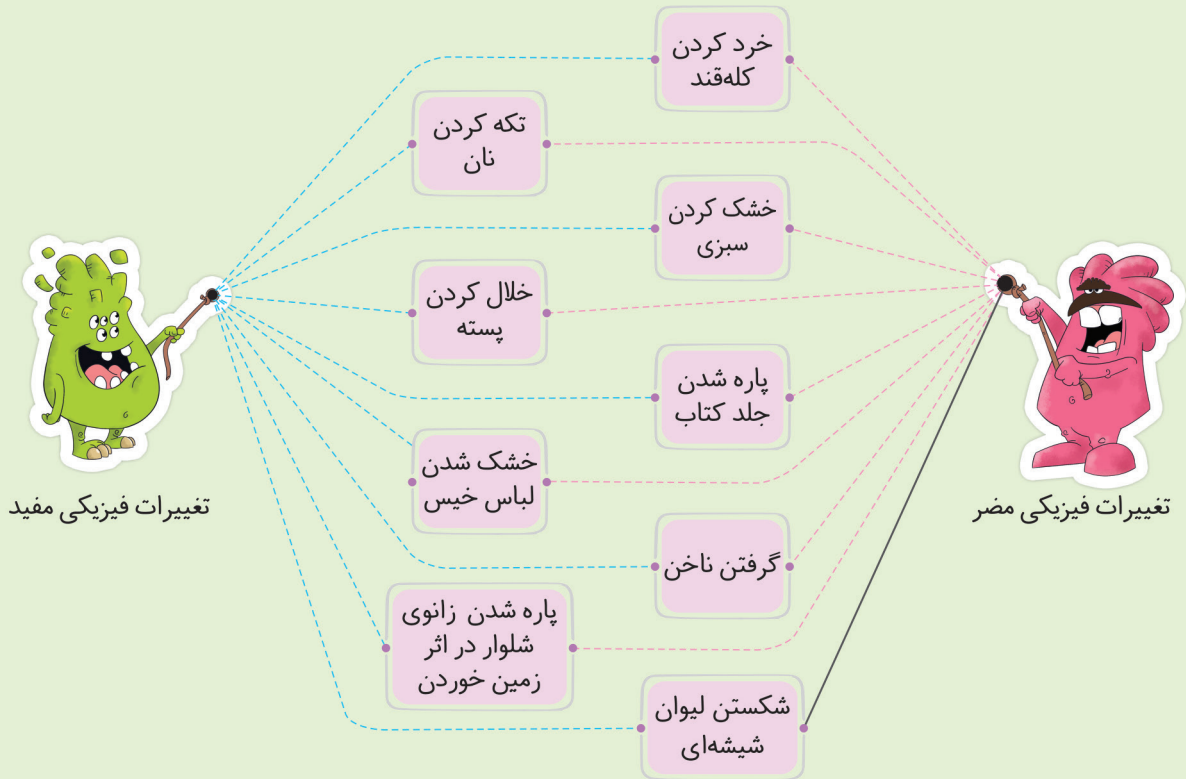 خرد کردن
کله‌قند
تکه کردن
نان
خشک کردن
سبزی
خلال کردن
پسته
پاره شدن
جلد کتاب
خشک شدن
لباس خیس
تغییرات فیزیکی مضر
تغییرات فیزیکی مفید
گرفتن ناخن
پاره شدن زانوی
شلوار در اثر
زمین خوردن
شکستن لیوان
شیشه‌ای